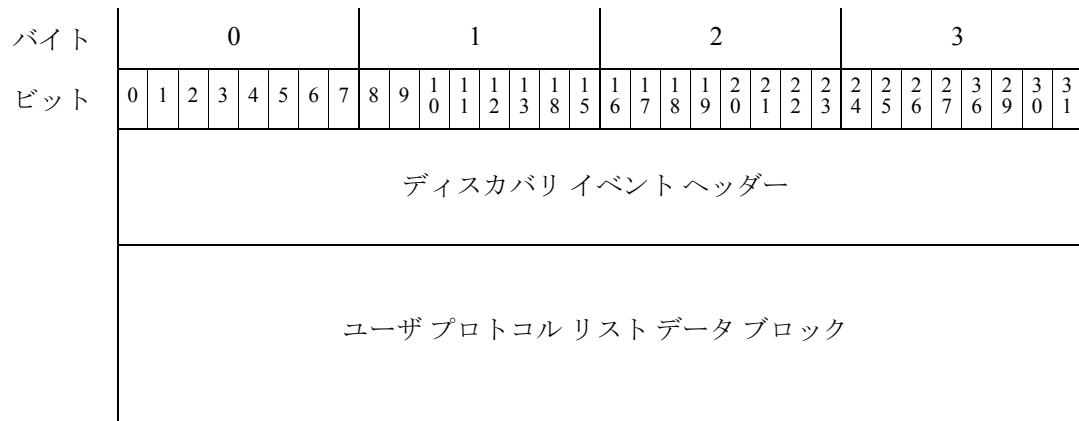 バイト 0 1 2 3
ビット 0 1 2 3 4 5 6 7 8 9 10 11 12 13 18 15 16 17 18 19 20 21 22 23 24 25 26 27 36 29 30 31
ディスカバリ イベント ヘッダー
ユーザ プロトコル リスト データ ブロック